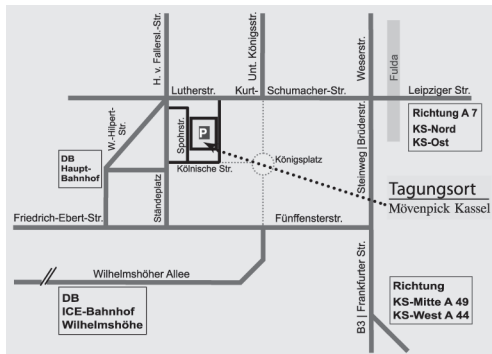 H. v. Fallersl.-Str.
Unt. Königsstr.
Weserstr.
Fulda
Lutherstr.
Kurt-
Schumacher-Str.
Leipziger Str.
W.-Hilpert-
Str.
Spohrstr.
P
Steinweg | Brüderstr.
Richtung A 7
KS-Nord
KS-Ost
DB
Haupt-
Bahnhof
Königsplatz
Kölnische Str.
Ständeplatz
Tagungsort
Mövenpick Kassel
Friedrich-Ebert-Str.
Fünffensterstr.
Wilhelmshöher Allee
B3 | Frankfurter Str.
DB
ICE-Bahnhof
Wilhelmshöhe
Richtung
KS-Mitte A 49
KS-West A 44